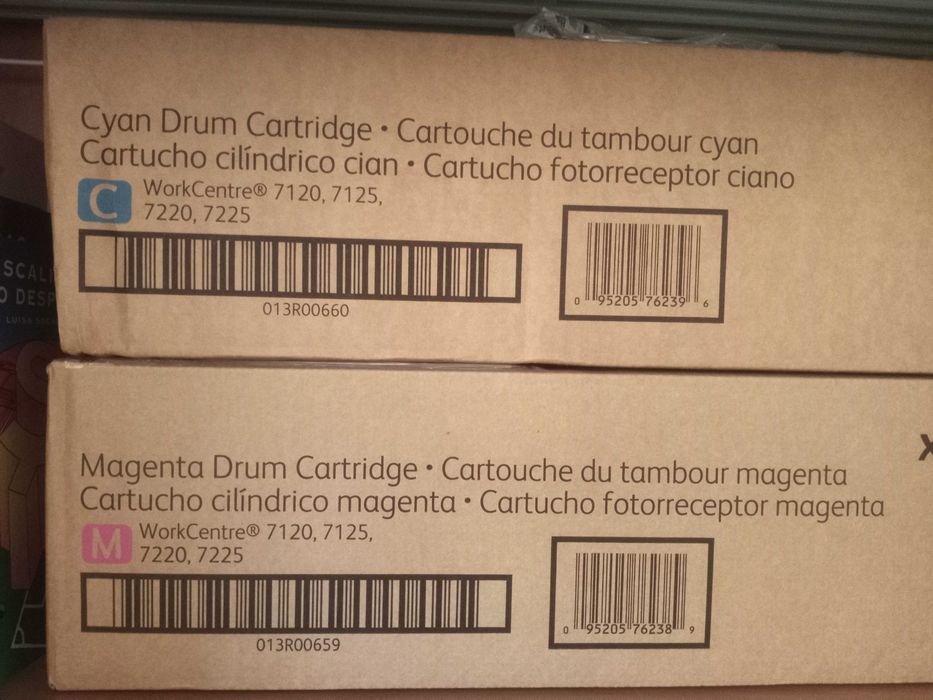 Cyan Drum Cartridge • Cartouche du tambour cyan
Cartucho cilíndrico cian • Cartucho fotorreceptor ciano
C
WorkCentre® 7120, 7125,
7220, 7225
013R00660
0 95205 76239 6
Magenta Drum Cartridge • Cartouche du tambour magenta
Cartucho cilíndrico magenta • Cartucho fotorreceptor magenta
M
WorkCentre® 7120, 7125,
7220, 7225
013R00659
0 95205 76238 9
X
O DESP
LUISA